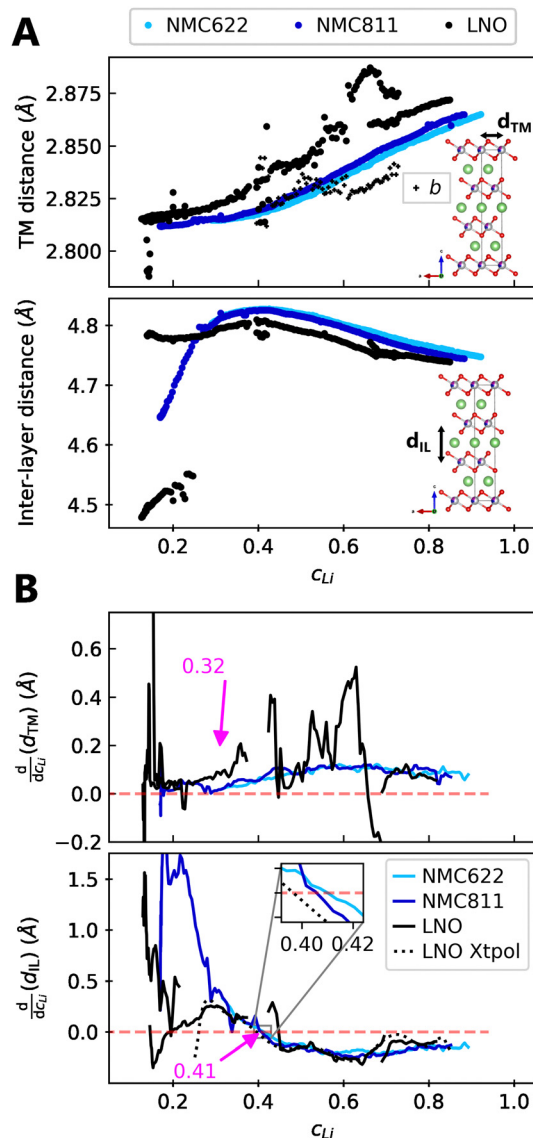 A
NMC622 NMC811 LNO
TM distance (Å)
2.875
2.850
2.825
2.800
d_TM
+ b
c
a
Inter-layer distance (Å)
4.8
4.7
4.6
4.5
d_IL
c
a
0.2 0.4 0.6 0.8 1.0
c_Li
B
d/dc_Li (d_TM) (Å)
0.6
0.4
0.2
0.0
−0.2
0.32
d/dc_Li (d_IL) (Å)
1.5
1.0
0.5
0.0
0.40 0.42
NMC622
NMC811
LNO
LNO Xtpol
0.41
0.2 0.4 0.6 0.8 1.0
c_Li